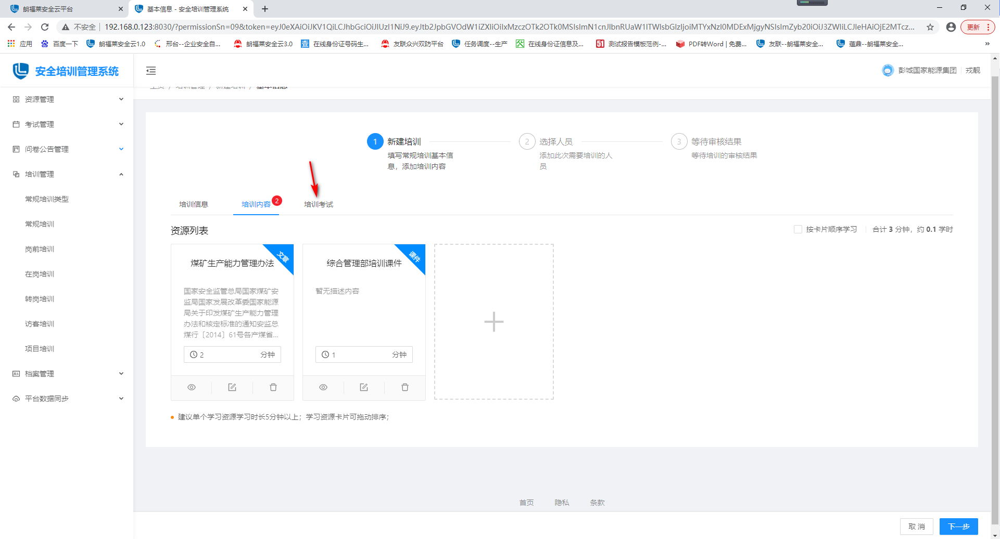 朗福莱安全云平台
基本信息 - 安全培训管理系统
不安全
192.168.0.123:8030/?permissionSn=09&token=eyJ0eXAiOiJKV1QiLCJhbGciOiJIUzI1NiJ9.eyJtb2JpbGVOdW1iZXIiOiIxMzczOTk2OTk0MSIsImN1cnJlbnRUaW1lTWlsbGlzIjoiMTYxNzI0MDExMjgyNSIsImZyb20iOiJ3ZWIiLCJleHAiOjE2MTcz...
更新
应用
百度一下
朗福莱安全云1.0
邢台--企业安全自...
朗福莱安全云3.0
在线身份证号码生...
友联众兴双防平台
任务调度--生产
在线身份证信息及...
测试报告模板范例-...
PDF转Word | 免费...
友联--朗福莱安全...
蕴鼎--朗福莱安全...
»
安全培训管理系统
彭城国家能源集团
戎靓
主页 / 培训管理 / 新建培训 / 基本信息
资源管理
考试管理
问卷公告管理
培训管理
常规培训类型
常规培训
岗前培训
在岗培训
转岗培训
访客培训
项目培训
档案管理
平台数据同步
1 新建培训
填写常规培训基本信
息，添加培训内容
2 选择人员
添加此次需要培训的人
员
3 等待审核结果
等待培训的审核结果
培训信息
培训内容 2
培训考试
资源列表
按卡片顺序学习
合计 3 分钟，约 0.1 学时
文章
煤矿生产能力管理办法
国家安全监管总局国家煤矿安
监局国家发展改革委国家能源
局关于印发煤矿生产能力管理
办法和核定标准的通知安监总
煤行〔2014〕61号各产煤省...
2 分钟
课件
综合管理部培训课件
暂无描述内容
1 分钟
建议单个学习资源学习时长5分钟以上；学习资源卡片可拖动排序；
首页
隐私
条款
取 消
下一步